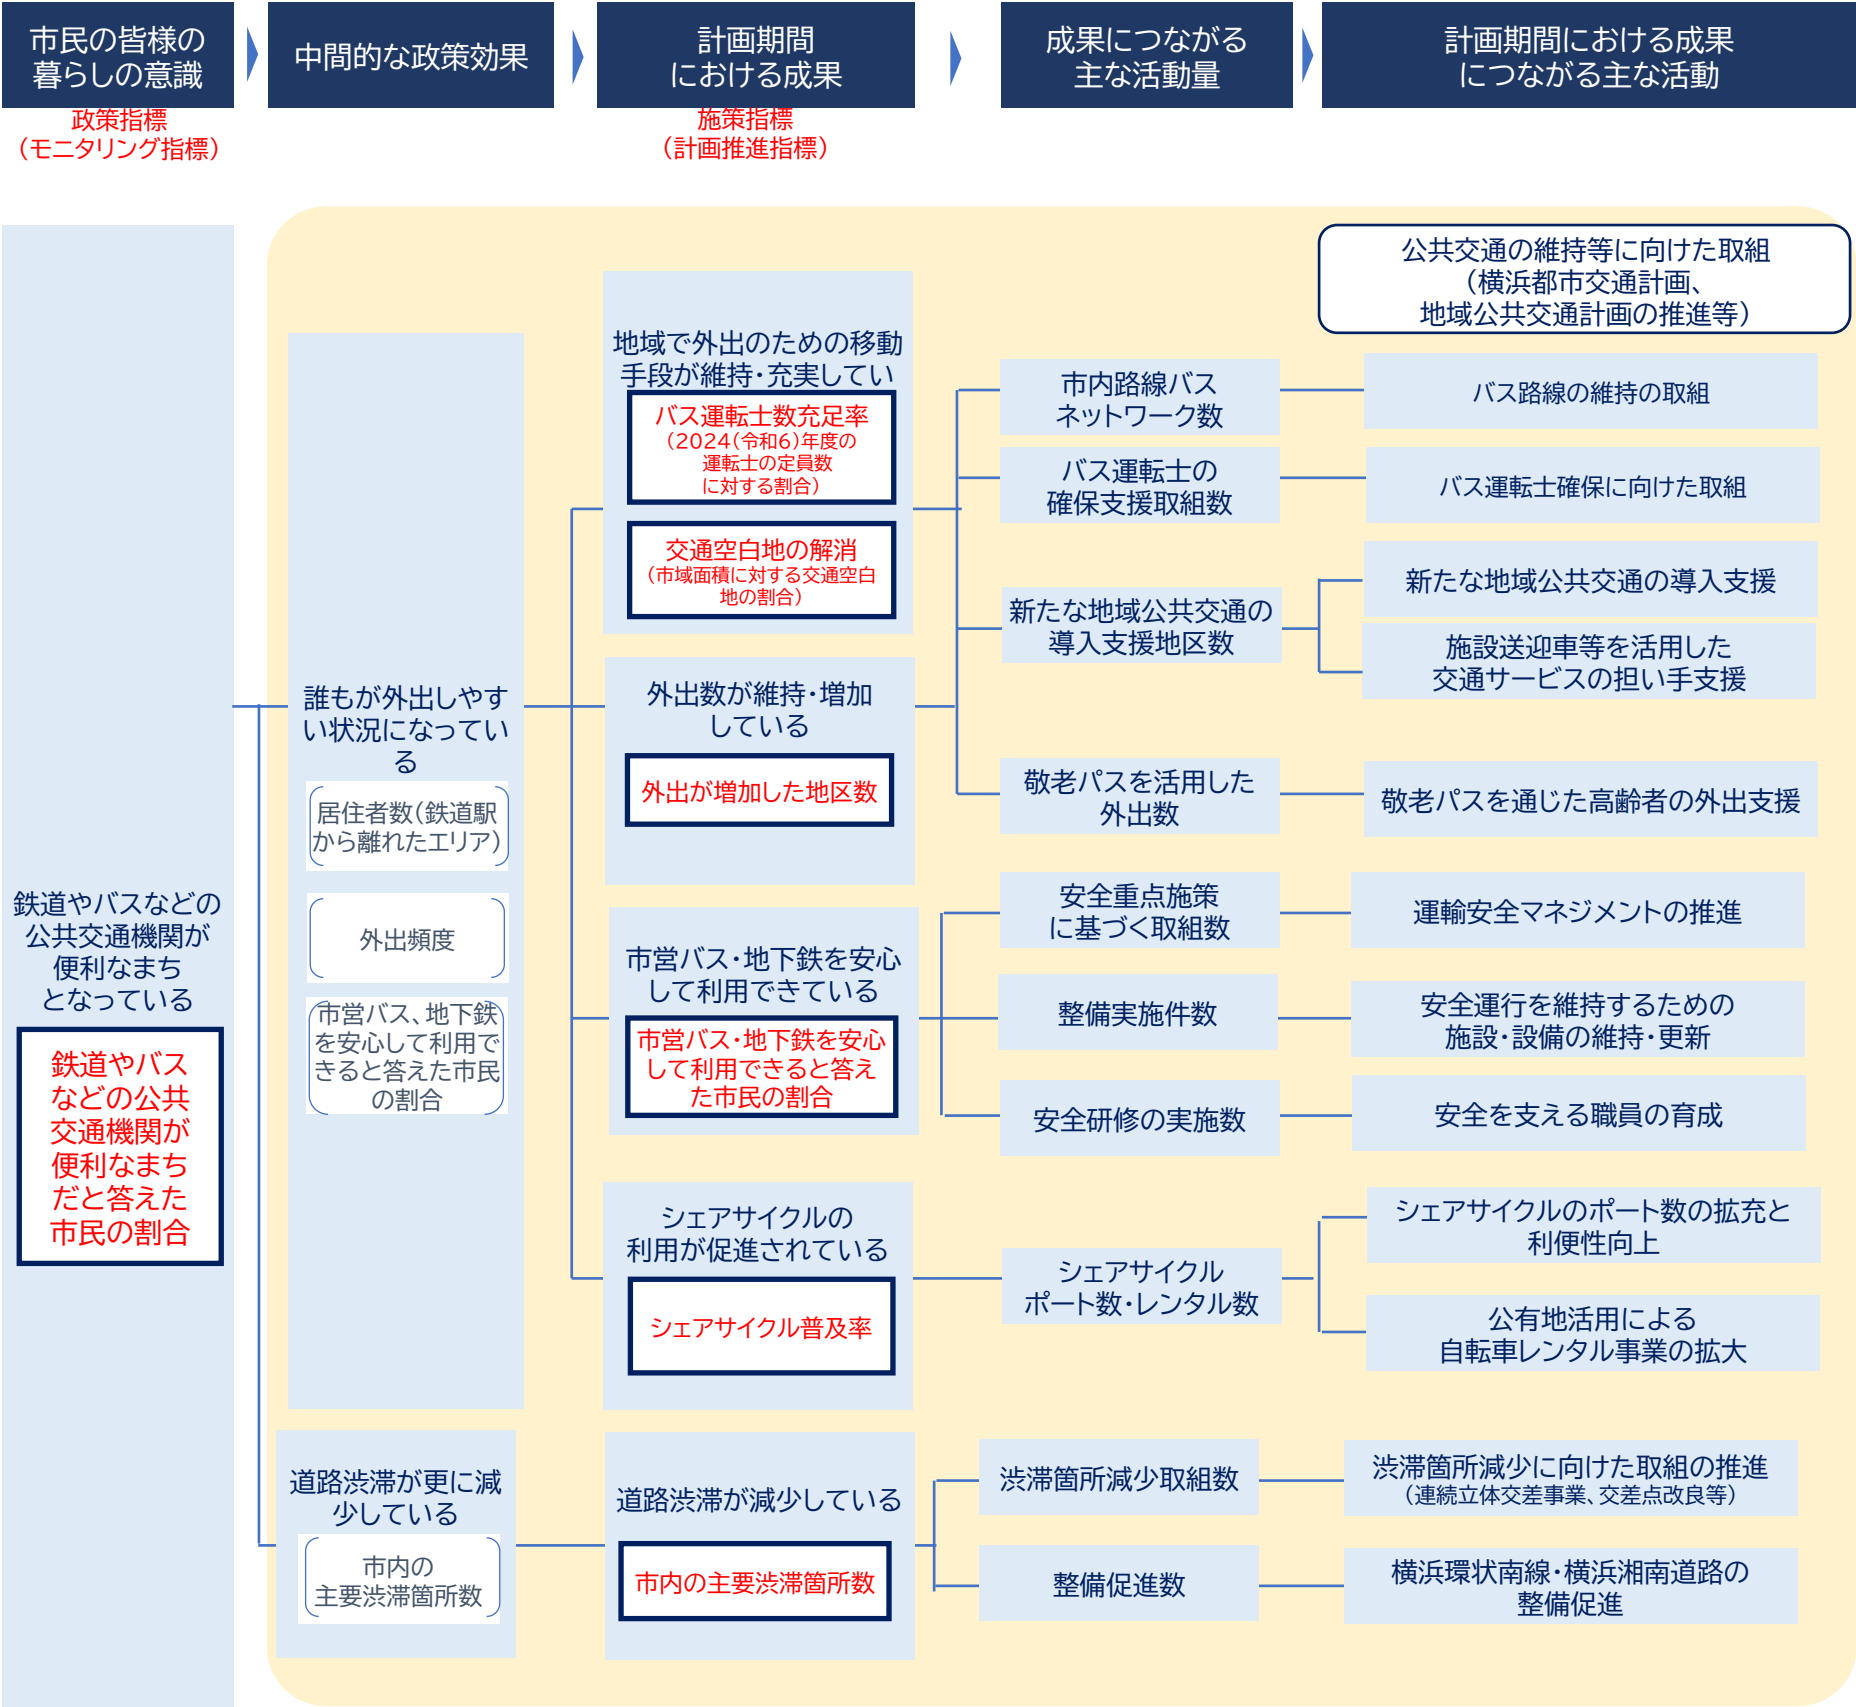 市民の皆様の
暮らしの意識
中間的な政策効果
計画期間
における成果
成果につながる
主な活動量
計画期間における成果
につながる主な活動
政策指標
（モニタリング指標）
施策指標
（計画推進指標）
鉄道やバスなどの
公共交通機関が
便利なまち
となっている
鉄道やバス
などの公共
交通機関が
便利なまち
だと答えた
市民の割合
誰もが外出しやす
い状況になってい
る
居住者数（鉄道駅
から離れたエリア）
外出頻度
市営バス、地下鉄
を安心して利用で
きると答えた市民
の割合
道路渋滞が更に減
少している
市内の
主要渋滞箇所数
地域で外出のための移動
手段が維持・充実してい
バス運転士数充足率
（2024（令和6）年度の
運転士の定員数
に対する割合）
交通空白地の解消
（市域面積に対する交通空白
地の割合）
外出数が維持・増加
している
外出が増加した地区数
市営バス・地下鉄を安心
して利用できている
市営バス・地下鉄を安心
して利用できると答え
た市民の割合
シェアサイクルの
利用が促進されている
シェアサイクル普及率
道路渋滞が減少している
市内の主要渋滞箇所数
市内路線バス
ネットワーク数
バス運転士の
確保支援取組数
新たな地域公共交通の
導入支援地区数
敬老パスを活用した
外出数
安全重点施策
に基づく取組数
整備実施件数
安全研修の実施数
シェアサイクル
ポート数・レンタル数
渋滞箇所減少取組数
整備促進数
公共交通の維持等に向けた取組
（横浜都市交通計画、
地域公共交通計画の推進等）
バス路線の維持の取組
バス運転士確保に向けた取組
新たな地域公共交通の導入支援
施設送迎車等を活用した
交通サービスの担い手支援
敬老パスを通じた高齢者の外出支援
運輸安全マネジメントの推進
安全運行を維持するための
施設・設備の維持・更新
安全を支える職員の育成
シェアサイクルのポート数の拡充と
利便性向上
公有地活用による
自転車レンタル事業の拡大
渋滞箇所減少に向けた取組の推進
（連続立体交差事業、交差点改良等）
横浜環状南線・横浜湘南道路の
整備促進